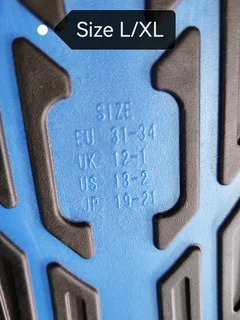 Size L/XL
SIZE
EU 31-34
UK 12-1
US 13-2
JP 19-21